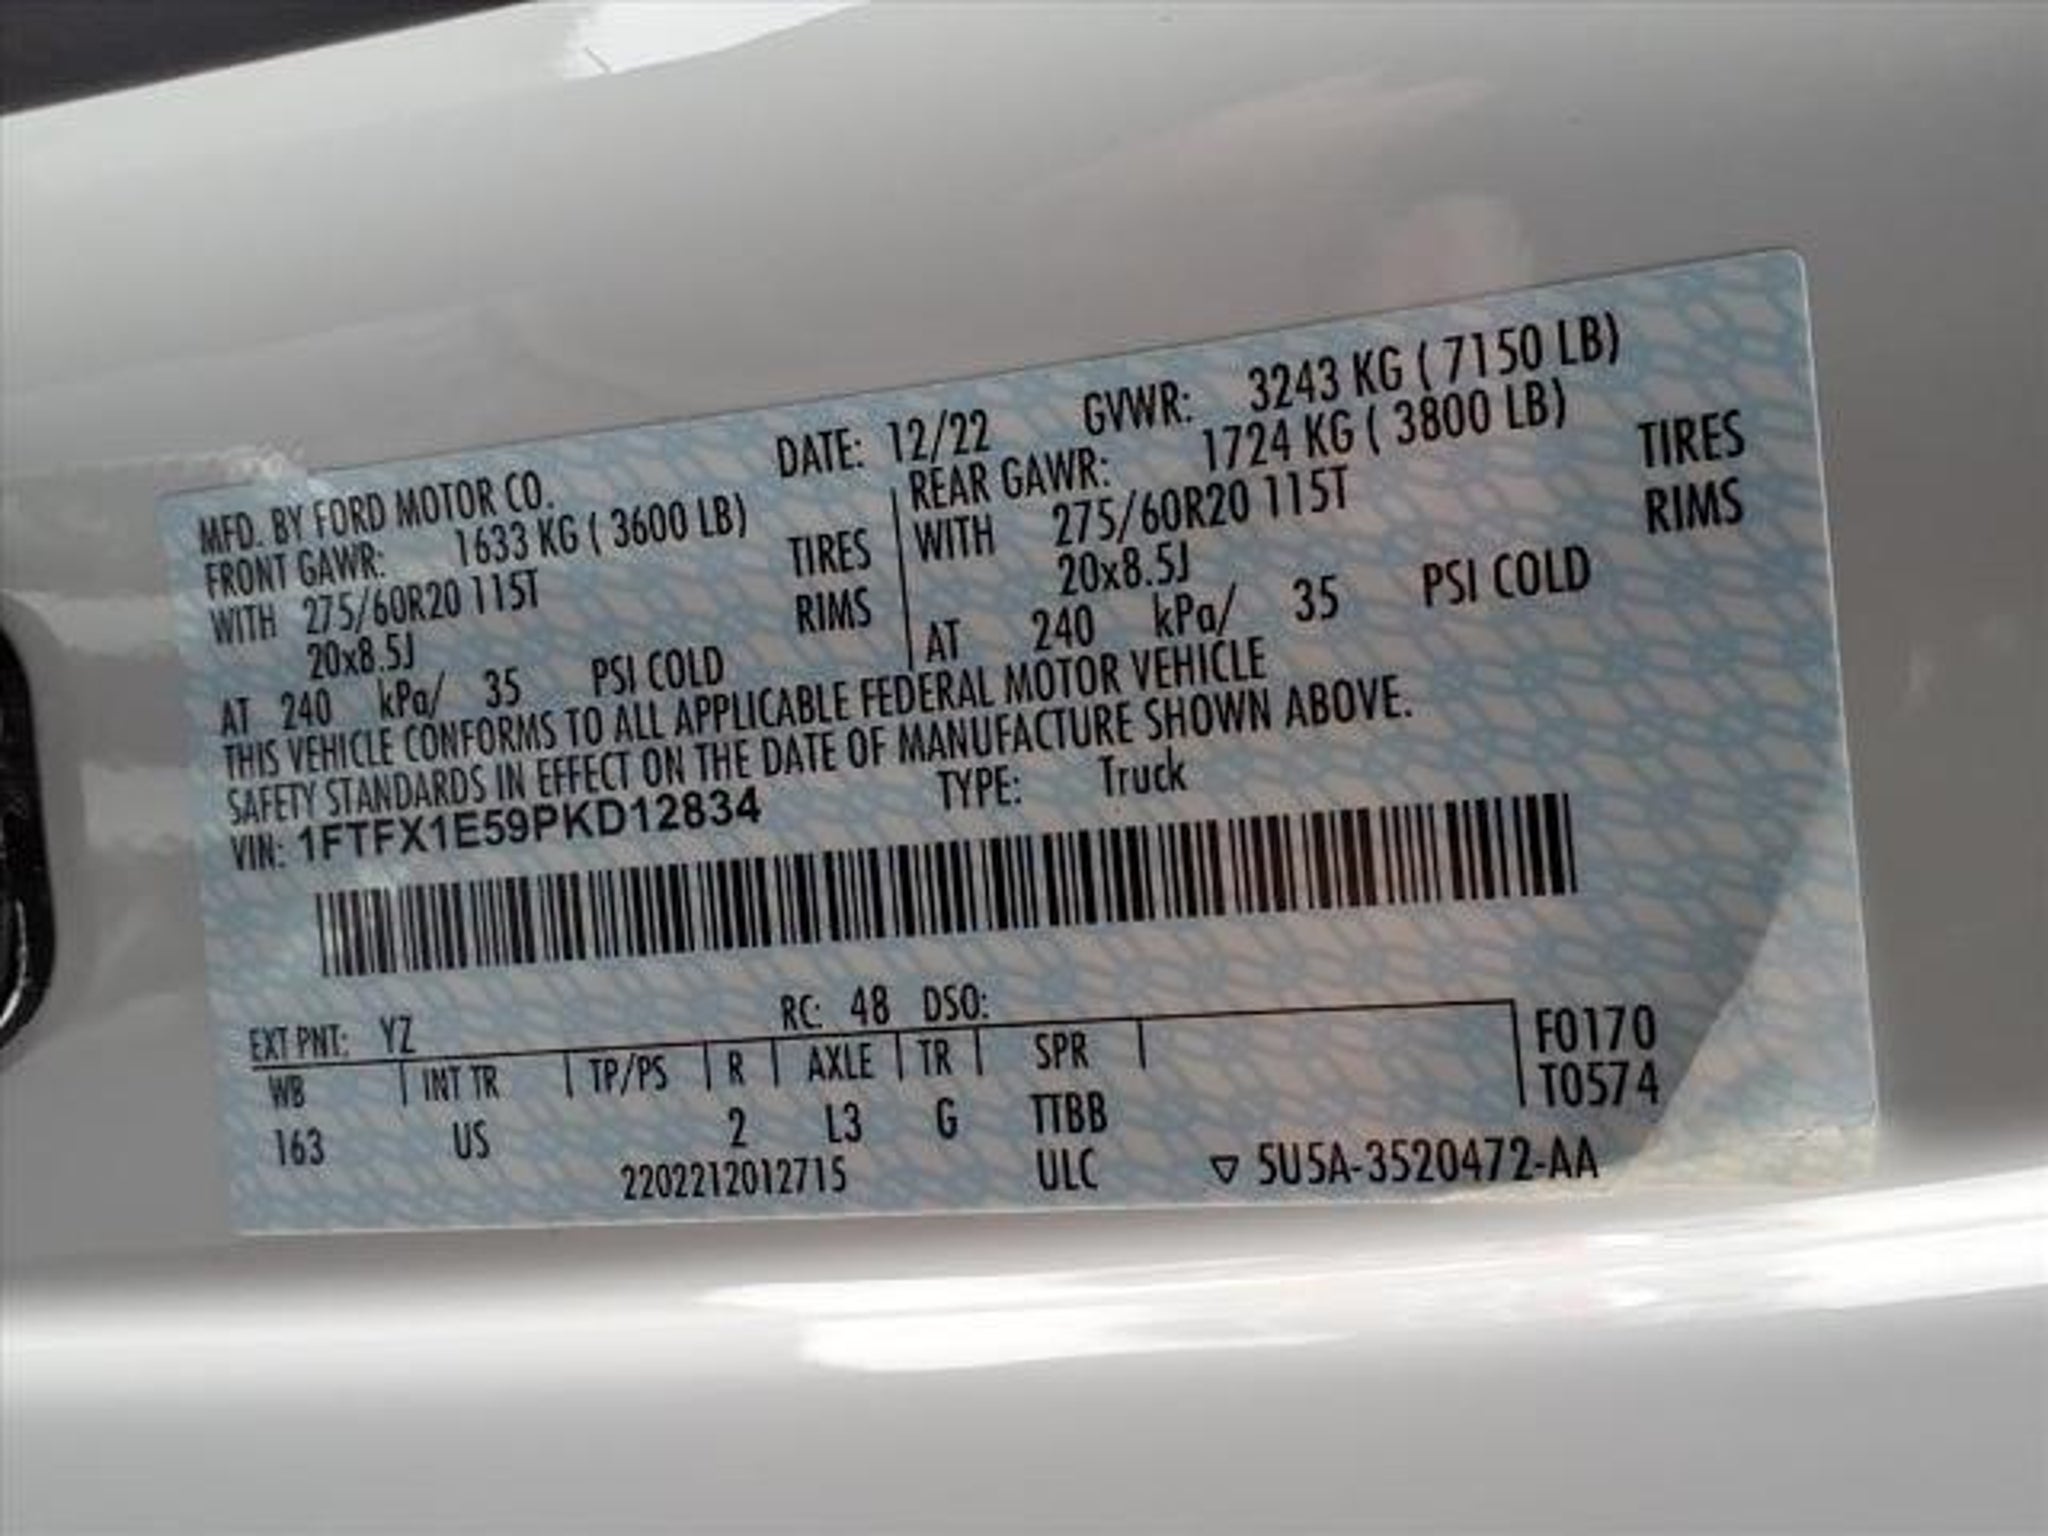 MFD. BY FORD MOTOR CO. DATE: 12/22 GVWR: 3243 KG ( 7150 LB)
FRONT GAWR: 1633 KG ( 3600 LB) REAR GAWR: 1724 KG ( 3800 LB)
WITH 275/60R20 115T TIRES WITH 275/60R20 115T TIRES
20x8.5J RIMS 20x8.5J RIMS
AT 240 kPa/ 35 PSI COLD AT 240 kPa/ 35 PSI COLD
THIS VEHICLE CONFORMS TO ALL APPLICABLE FEDERAL MOTOR VEHICLE
SAFETY STANDARDS IN EFFECT ON THE DATE OF MANUFACTURE SHOWN ABOVE.
VIN: 1FTFX1E59PKD12834 TYPE: Truck
EXT PNT: YZ RC: 48 DSO:
WB INT TR TP/PS R AXLE TR SPR F0170
163 US 2 L3 G TTBB T0574
2202212012715 ULC ▽ 5U5A-3520472-AA